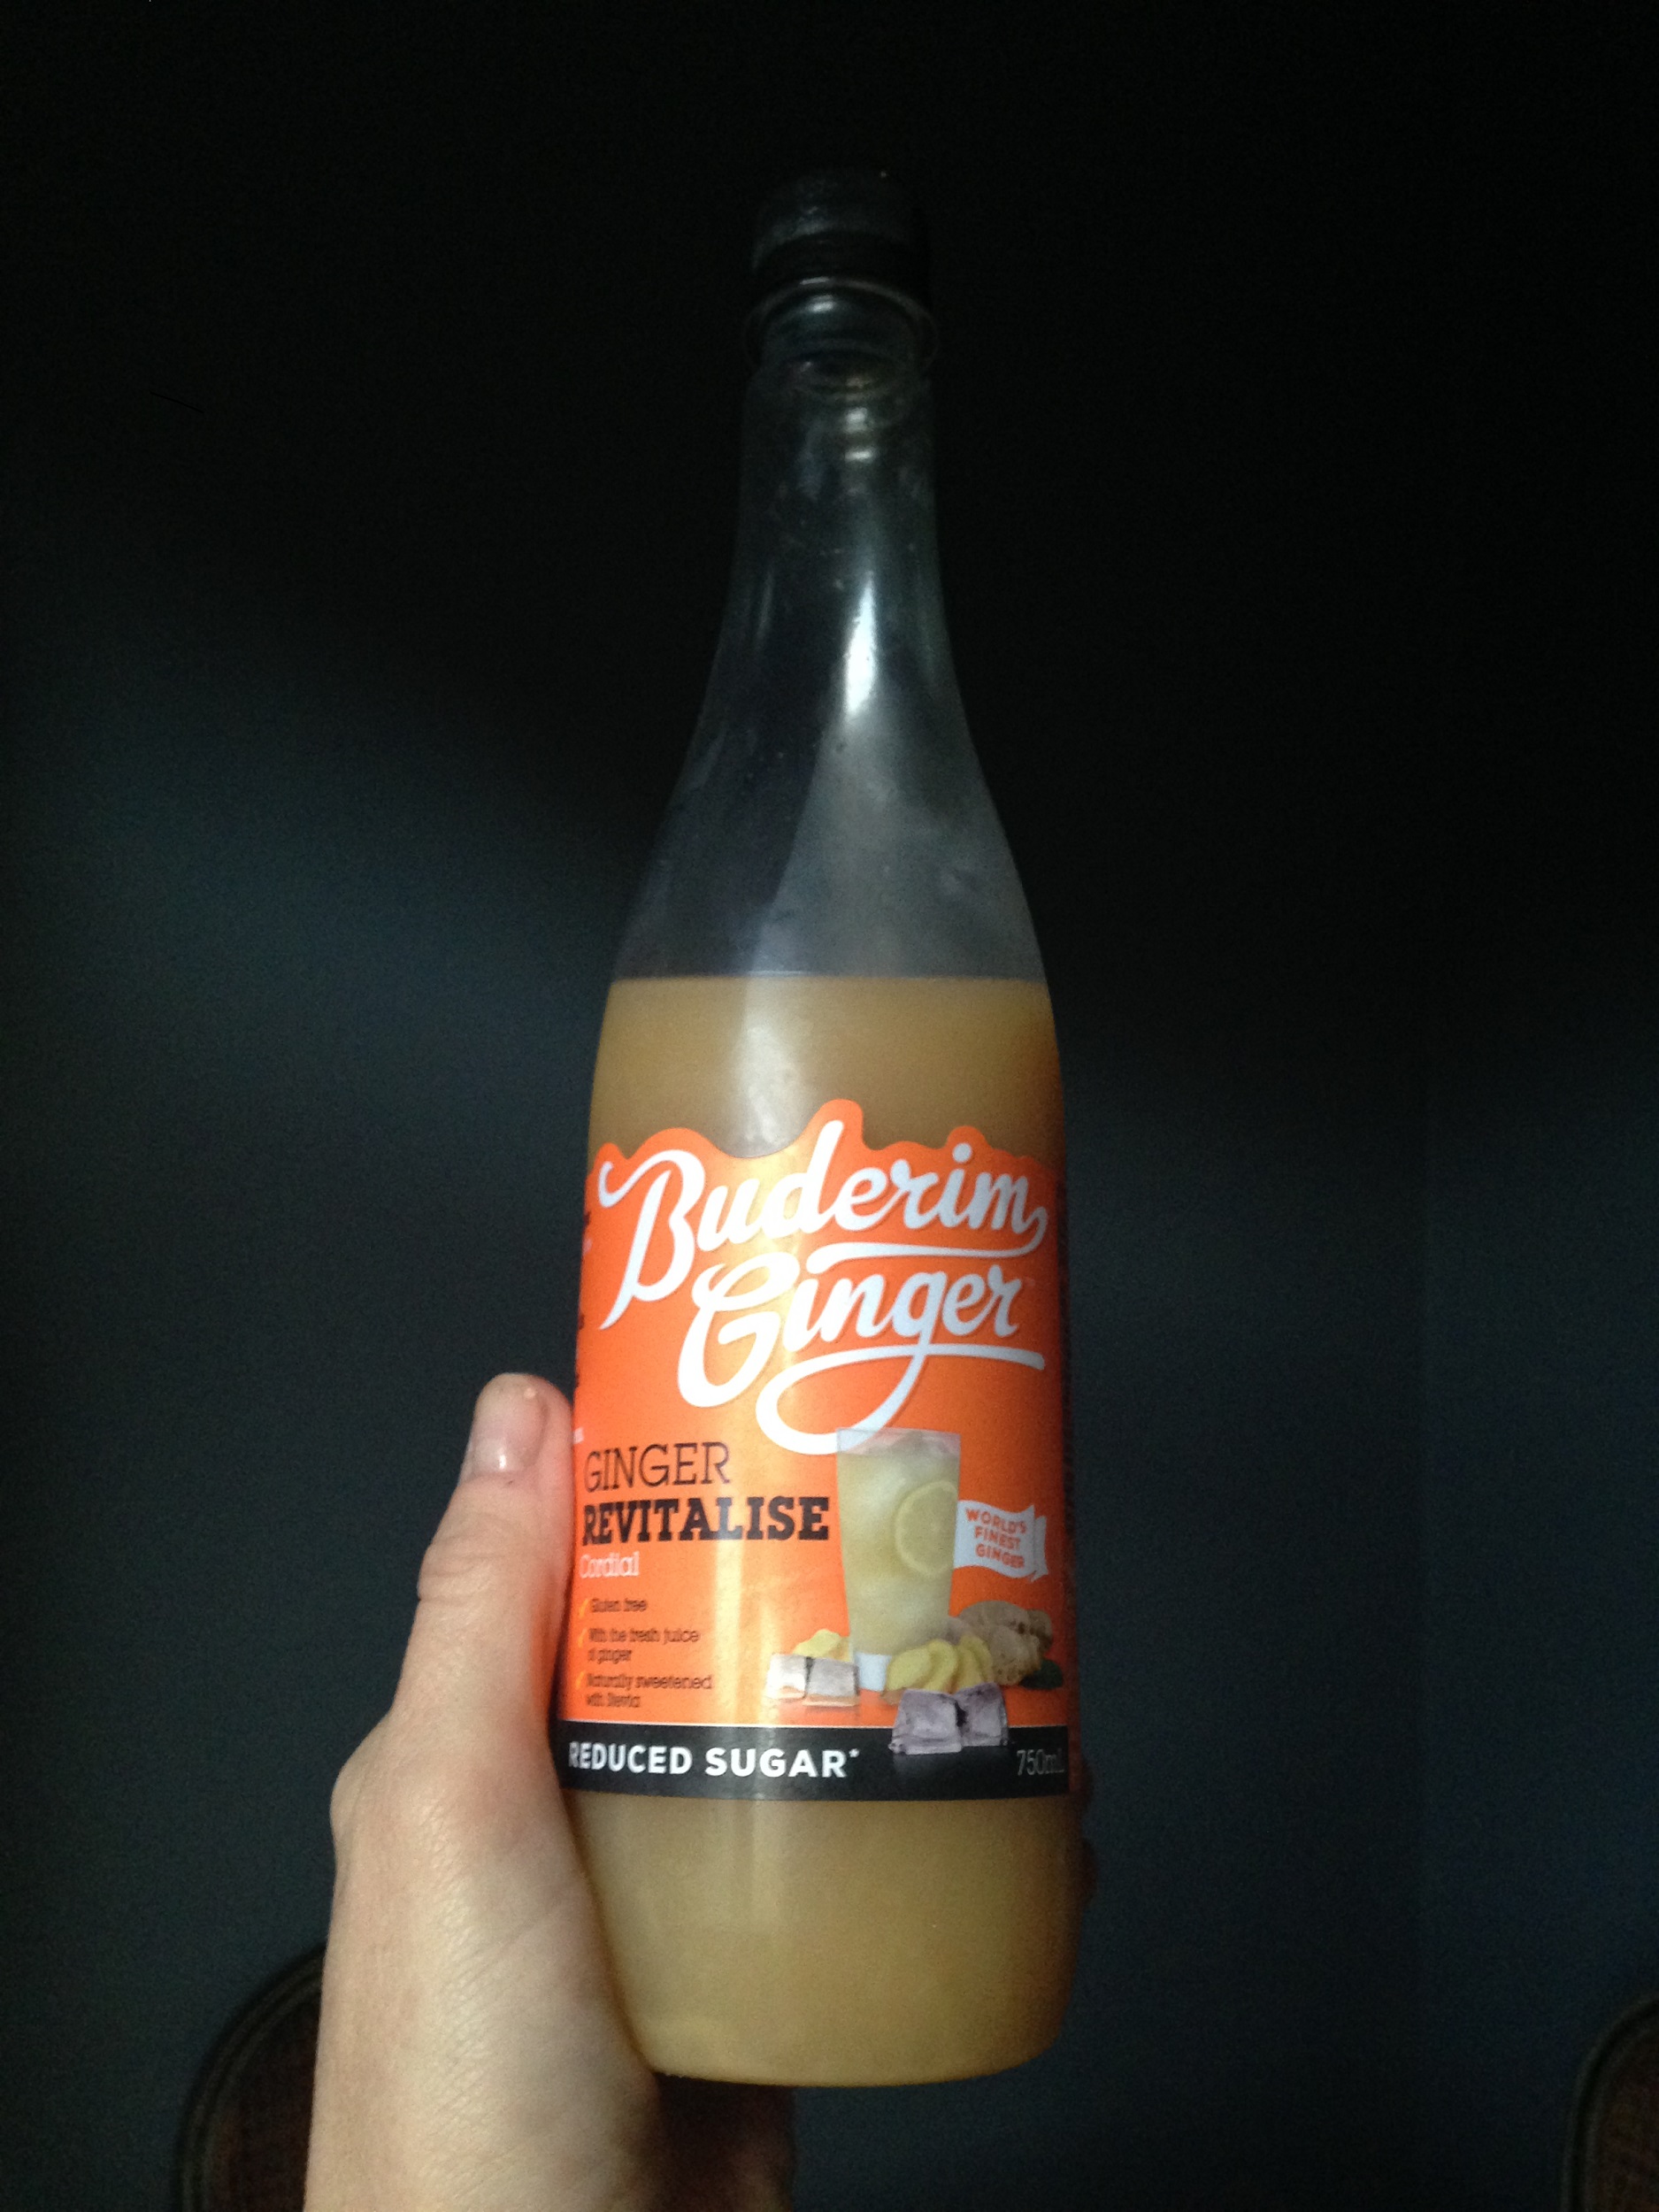 Buderim
Ginger
GINGER
REVITALISE
Cordial
WORLD'S
FINEST
GINGER
Gluten free
With the fresh juice
of ginger
Naturally sweetened
with Stevia
REDUCED SUGAR*
750mL